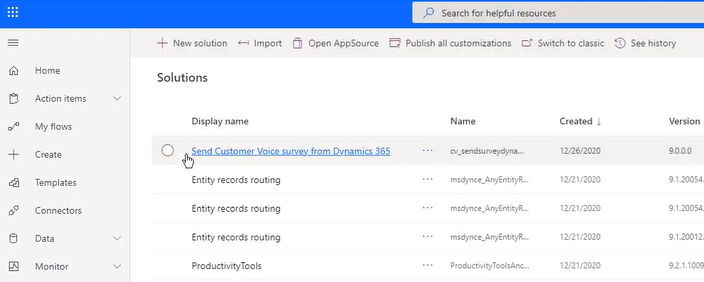 Search for helpful resources
New solution Import Open AppSource Publish all customizations Switch to classic See history
Home
Action items
My flows
Create
Templates
Connectors
Data
Monitor
Solutions
Display name Name Created ↓ Version
Send Customer Voice survey from Dynamics 365 ... cv_sendsurveydyna... 12/26/2020 9.0.0.0
Entity records routing ... msdynce_AnyEntityR... 12/21/2020 9.1.20054.
Entity records routing ... msdynce_AnyEntityR... 12/21/2020 9.1.20054.
Entity records routing ... msdynce_AnyEntityR... 12/21/2020 9.1.20012.
ProductivityTools ... ProductivityToolsAnc... 12/21/2020 9.2.1.1009